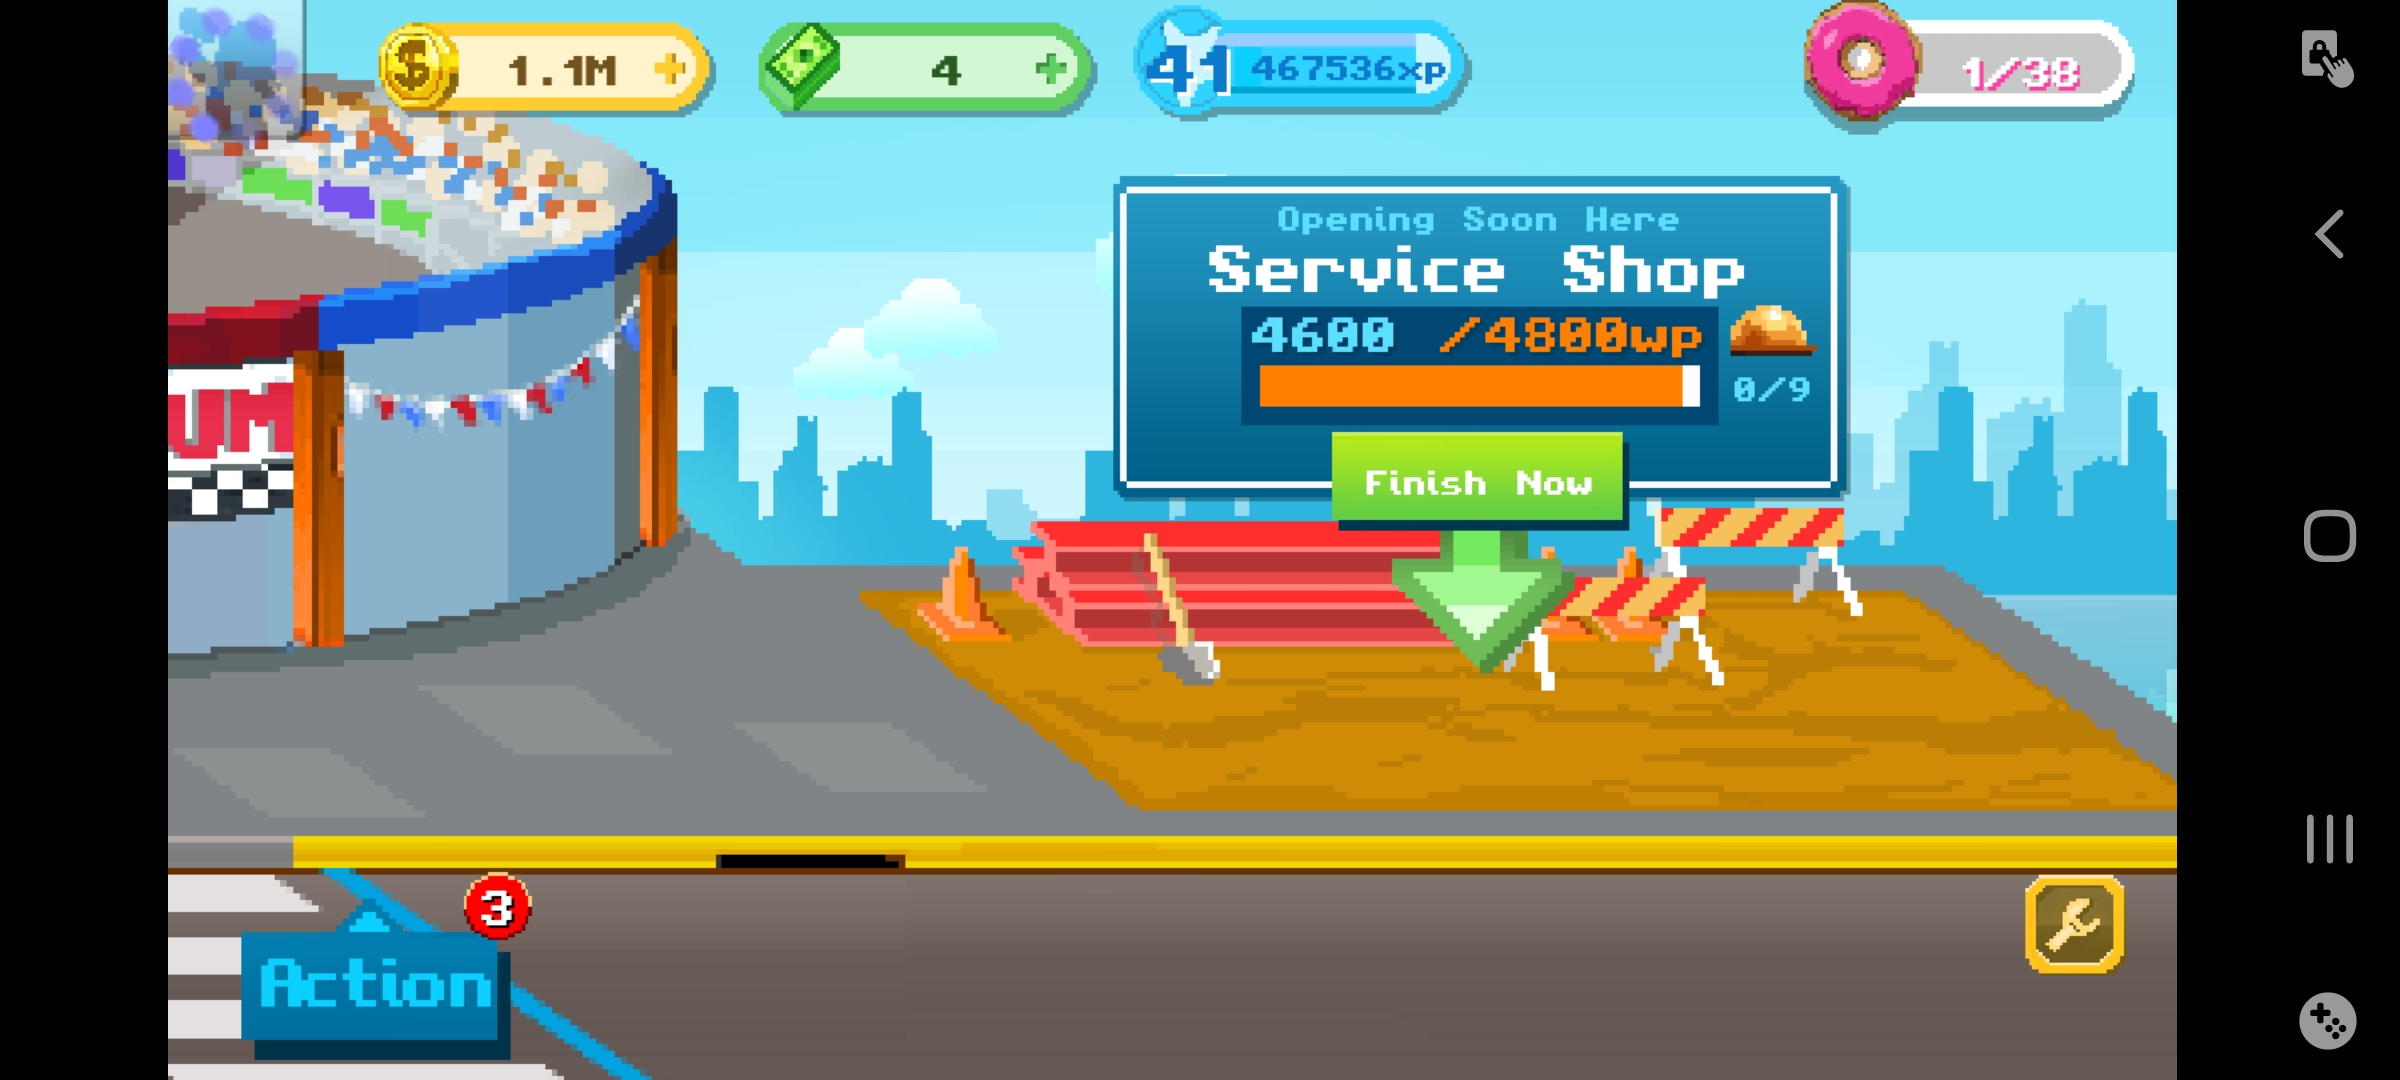 1.1M
4
41 467536xp
1/38
Opening Soon Here
Service Shop
4600 /4800wp
0/9
Finish Now
UM
3
Action